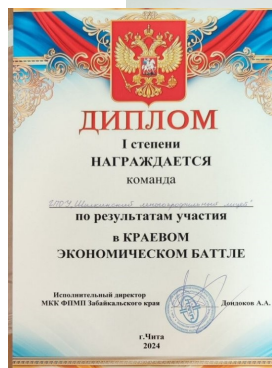 ДИПЛОМ
I степени
НАГРАЖДАЕТСЯ
команда
по результатам участия
в КРАЕВОМ
ЭКОНОМИЧЕСКОМ БАТТЛЕ
Исполнительный директор
МКК ФПМП Забайкальского края Дондоков А.А.
г.Чита
2024